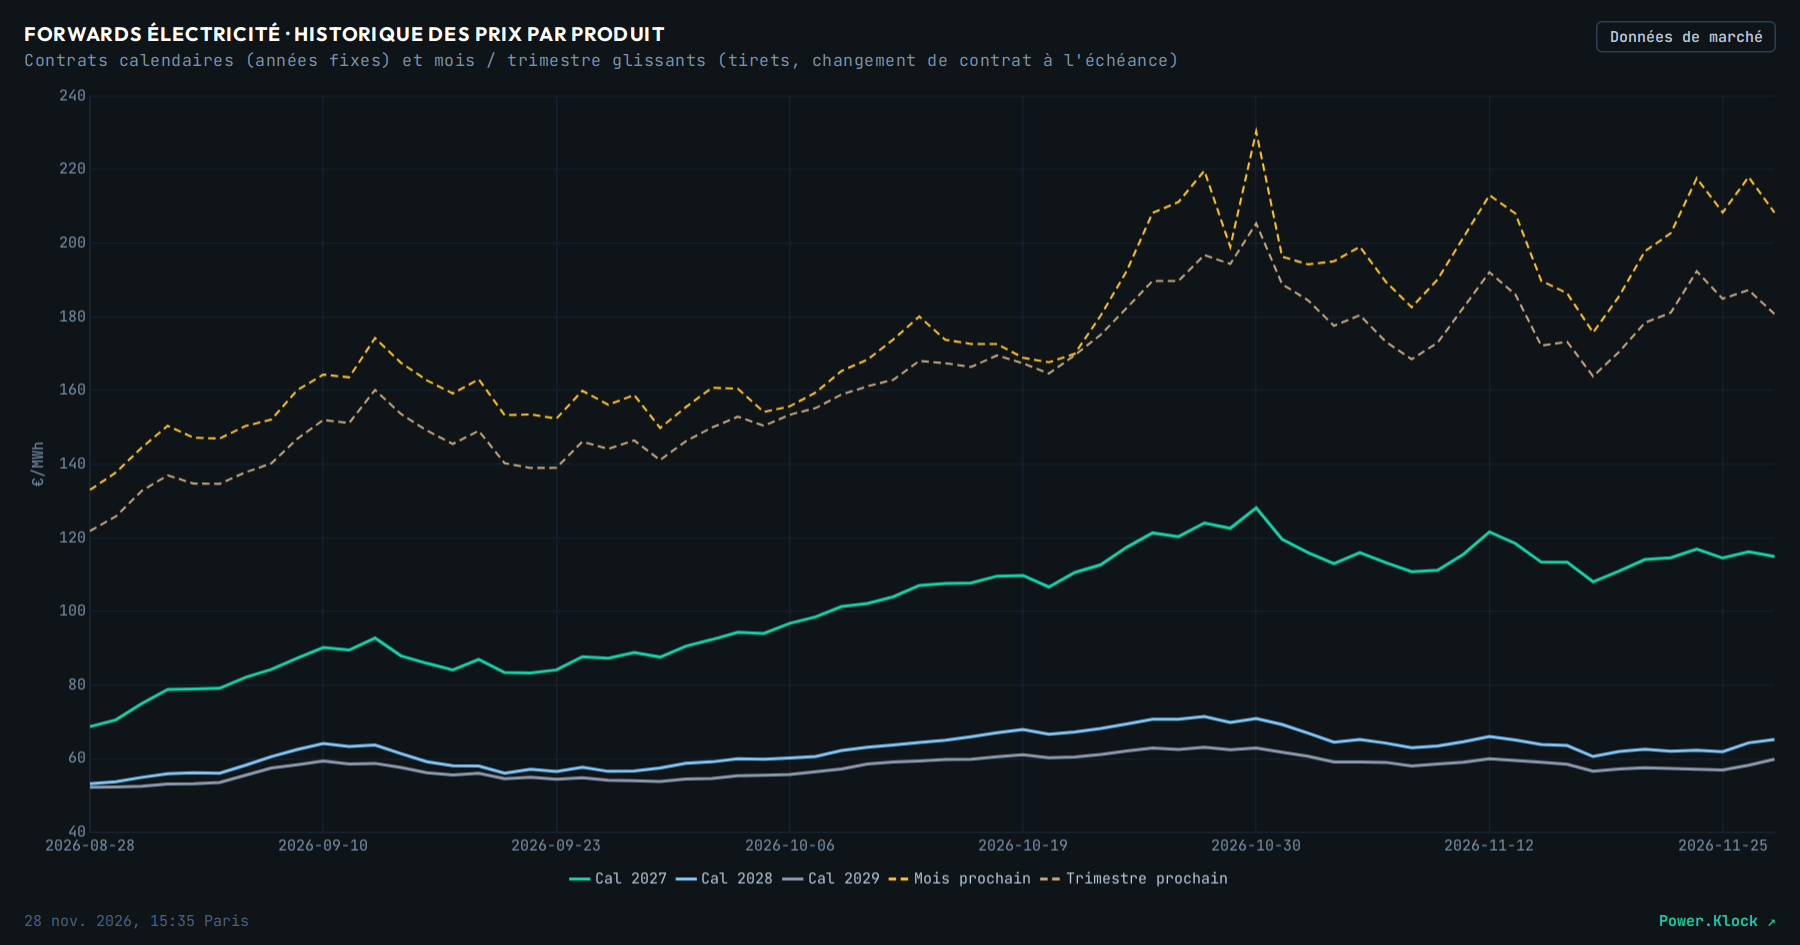 FORWARDS ÉLECTRICITÉ · HISTORIQUE DES PRIX PAR PRODUIT
Contrats calendaires (années fixes) et mois / trimestre glissants (tirets, changement de contrat à l'échéance)
Données de marché
240
220
200
180
160
140
120
100
80
60
40
€/MWh
2026-08-28
2026-09-10
2026-09-23
2026-10-06
2026-10-19
2026-10-30
2026-11-12
2026-11-25
Cal 2027
Cal 2028
Cal 2029
Mois prochain
Trimestre prochain
28 nov. 2026, 15:35 Paris
Power.Klock ↗